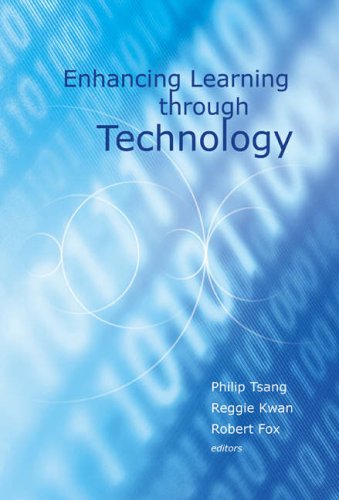 Enhancing Learning
through
Technology
Philip Tsang
Reggie Kwan
Robert Fox
editors